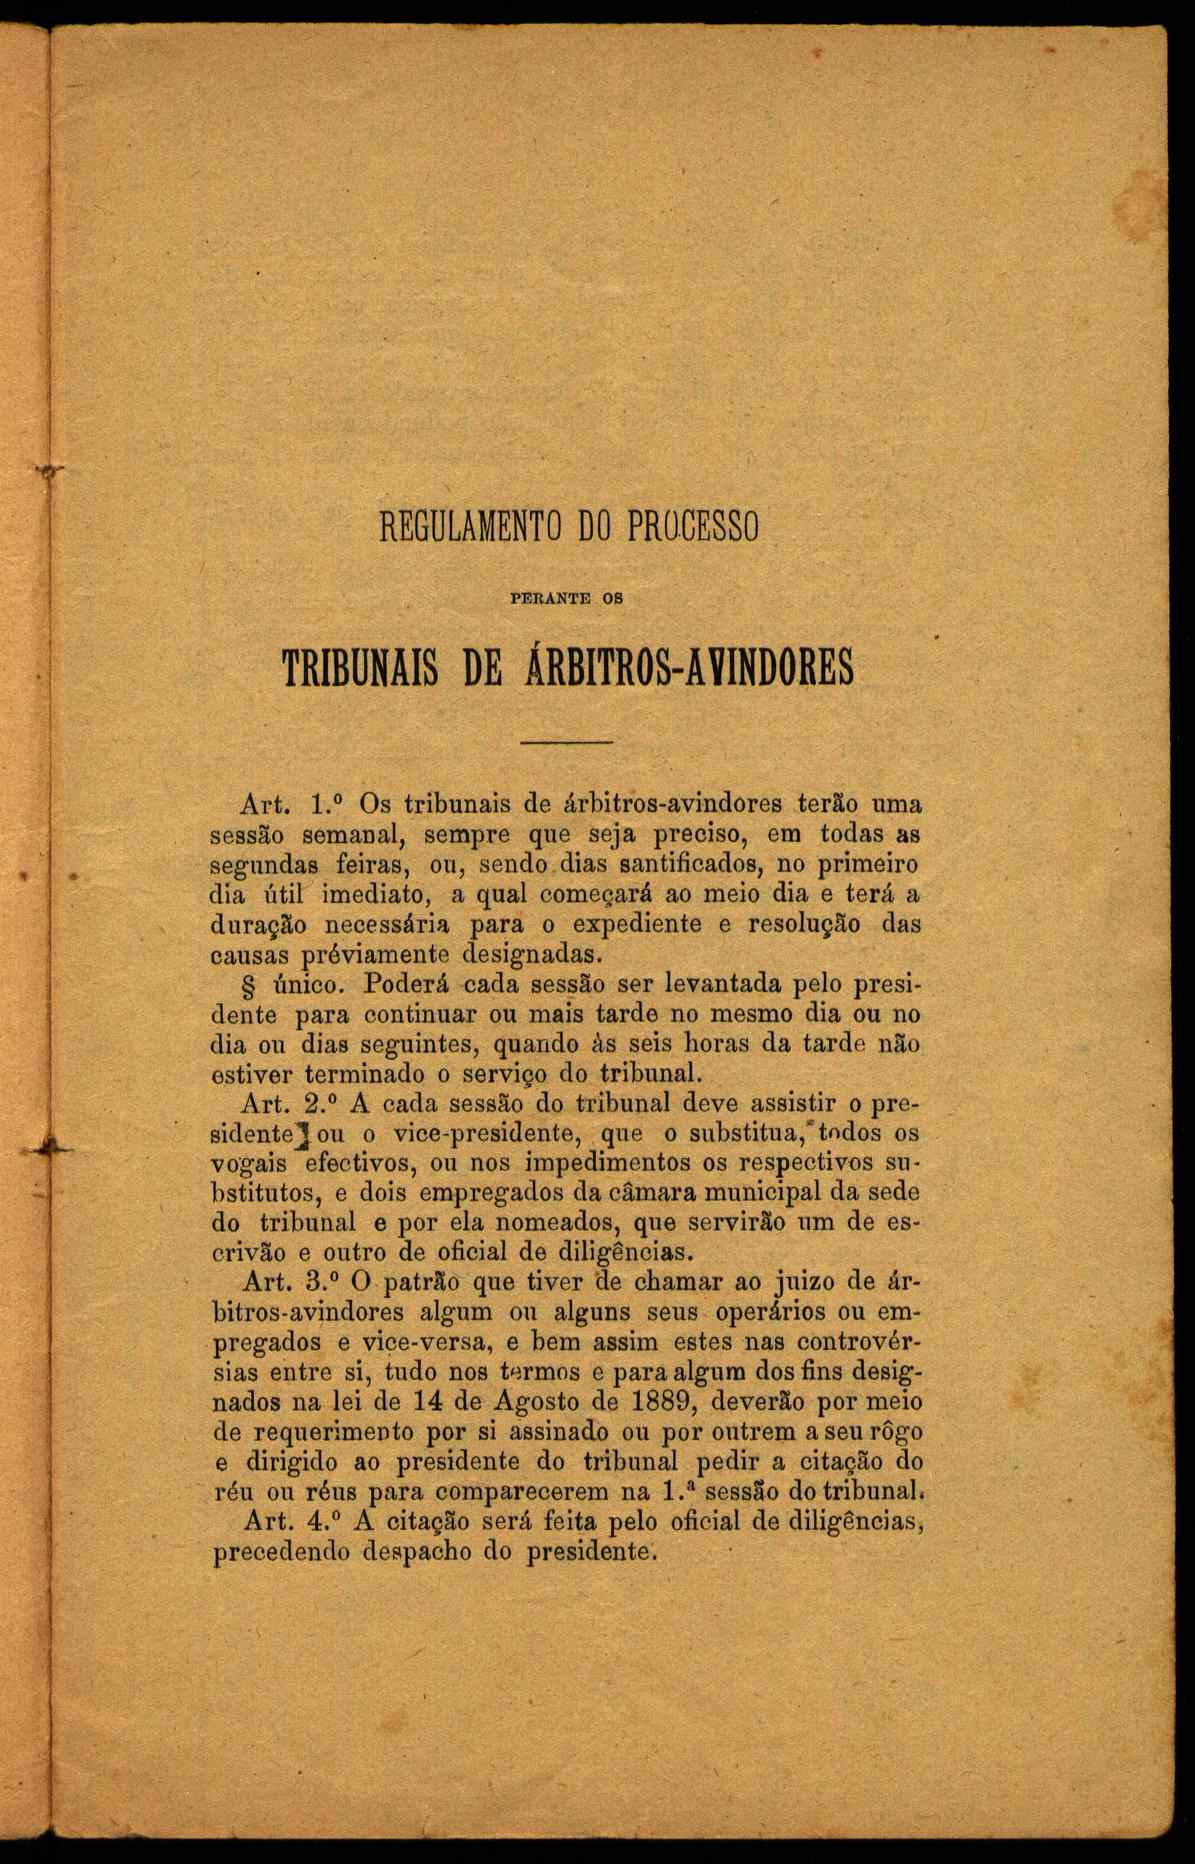 REGULAMENTO DO PROCESSO
PERANTE OS
TRIBUNAIS DE ÁRBITROS-AVINDORES
Art. 1.º Os tribunais de árbitros-avindores terão uma
sessão semanal, sempre que seja preciso, em todas as
segundas feiras, ou, sendo dias santificados, no primeiro
dia útil imediato, a qual começará ao meio dia e terá a
duração necessária para o expediente e resolução das
causas préviamente designadas.
§ único. Poderá cada sessão ser levantada pelo presi-
dente para continuar ou mais tarde no mesmo dia ou no
dia ou dias seguintes, quando às seis horas da tarde não
estiver terminado o serviço do tribunal.
Art. 2.º A cada sessão do tribunal deve assistir o pre-
sidente ou o vice-presidente, que o substitua, todos os
vogais efectivos, ou nos impedimentos os respectivos su-
bstitutos, e dois empregados da câmara municipal da sede
do tribunal e por ela nomeados, que servirão um de es-
crivão e outro de oficial de diligências.
Art. 3.º O patrão que tiver de chamar ao juizo de ár-
bitros-avindores algum ou alguns seus operários ou em-
pregados e vice-versa, e bem assim estes nas controvér-
sias entre si, tudo nos termos e para algum dos fins desig-
nados na lei de 14 de Agosto de 1889, deverão por meio
de requerimento por si assinado ou por outrem a seu rôgo
e dirigido ao presidente do tribunal pedir a citação do
réu ou réus para comparecerem na 1.ª sessão do tribunal.
Art. 4.º A citação será feita pelo oficial de diligências,
precedendo despacho do presidente.